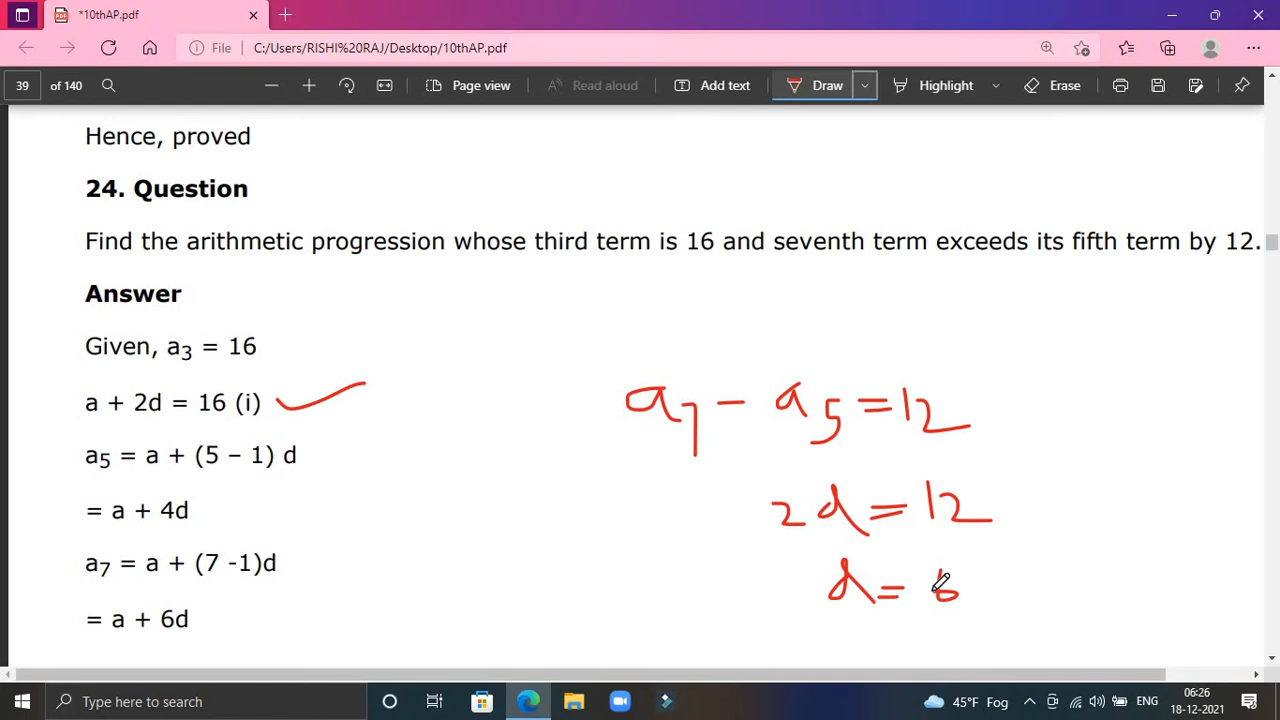 *10thAP.pdf
File C:/Users/RISHI%20RAJ/Desktop/10thAP.pdf
39 of 140 Page view Read aloud Add text Draw Highlight Erase
Hence, proved
24. Question
Find the arithmetic progression whose third term is 16 and seventh term exceeds its fifth term by 12.
Answer
Given, a₃ = 16
a + 2d = 16 (i)
a₇ − a₅ = 12
a₅ = a + (5 – 1) d
= a + 4d
2d = 12
a₇ = a + (7 -1)d
d = 6
= a + 6d
Type here to search
45°F Fog ENG 06:26
18-12-2021